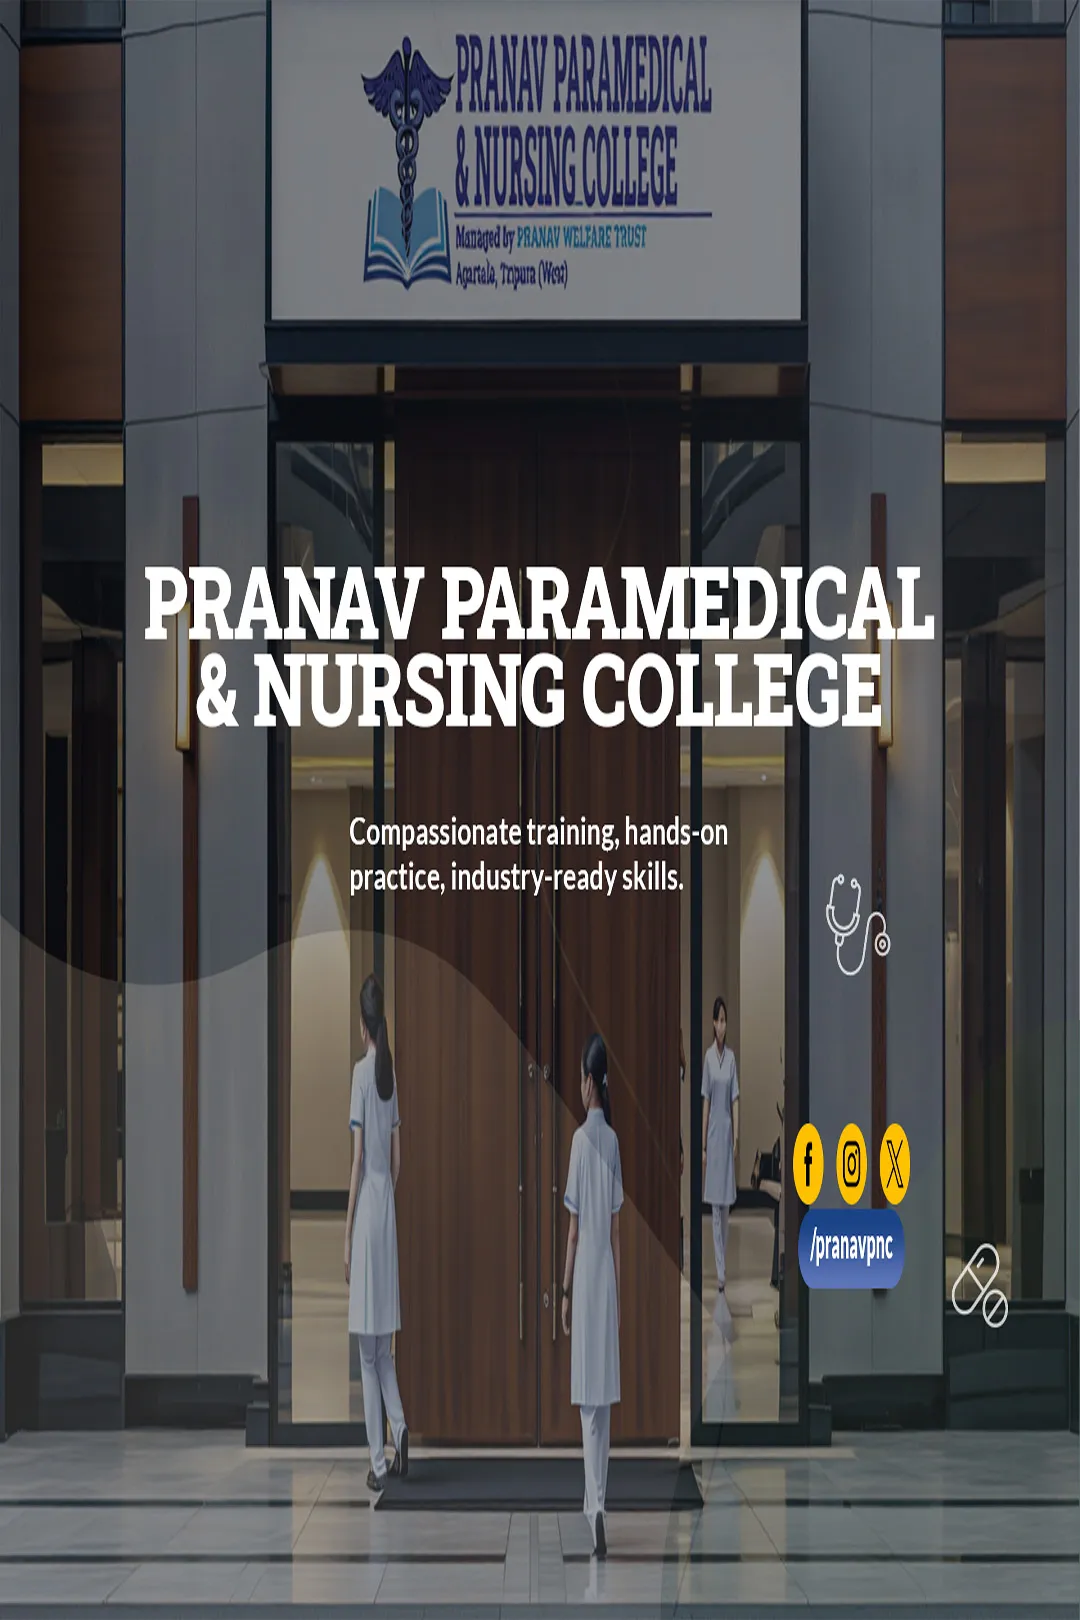 PRANAV PARAMEDICAL
& NURSING COLLEGE
Managed by PRANAV WELFARE TRUST
Agartala, Tripura (West)
PRANAV PARAMEDICAL
& NURSING COLLEGE
Compassionate training, hands-on
practice, industry-ready skills.
/pranavpnc